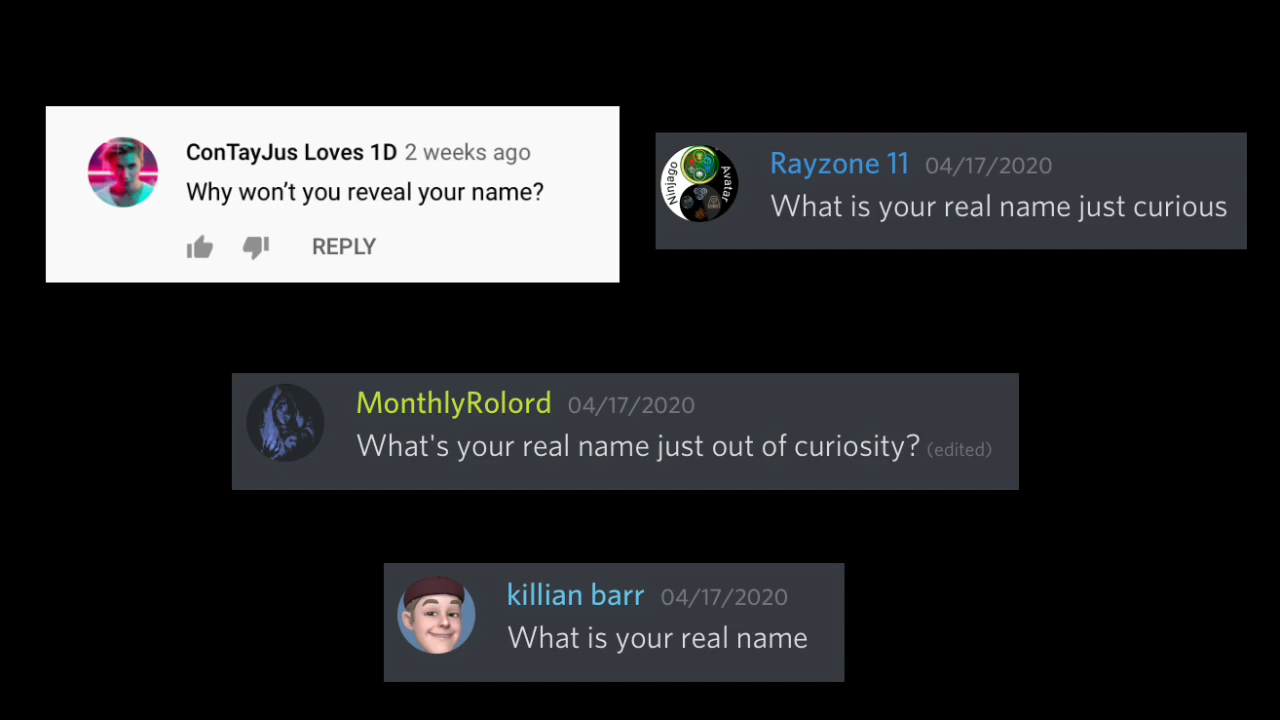 ConTayJus Loves 1D 2 weeks ago
Why won't you reveal your name?
REPLY
Ninjago
Avatar
Rayzone 11 04/17/2020
What is your real name just curious
MonthlyRolord 04/17/2020
What's your real name just out of curiosity? (edited)
killian barr 04/17/2020
What is your real name